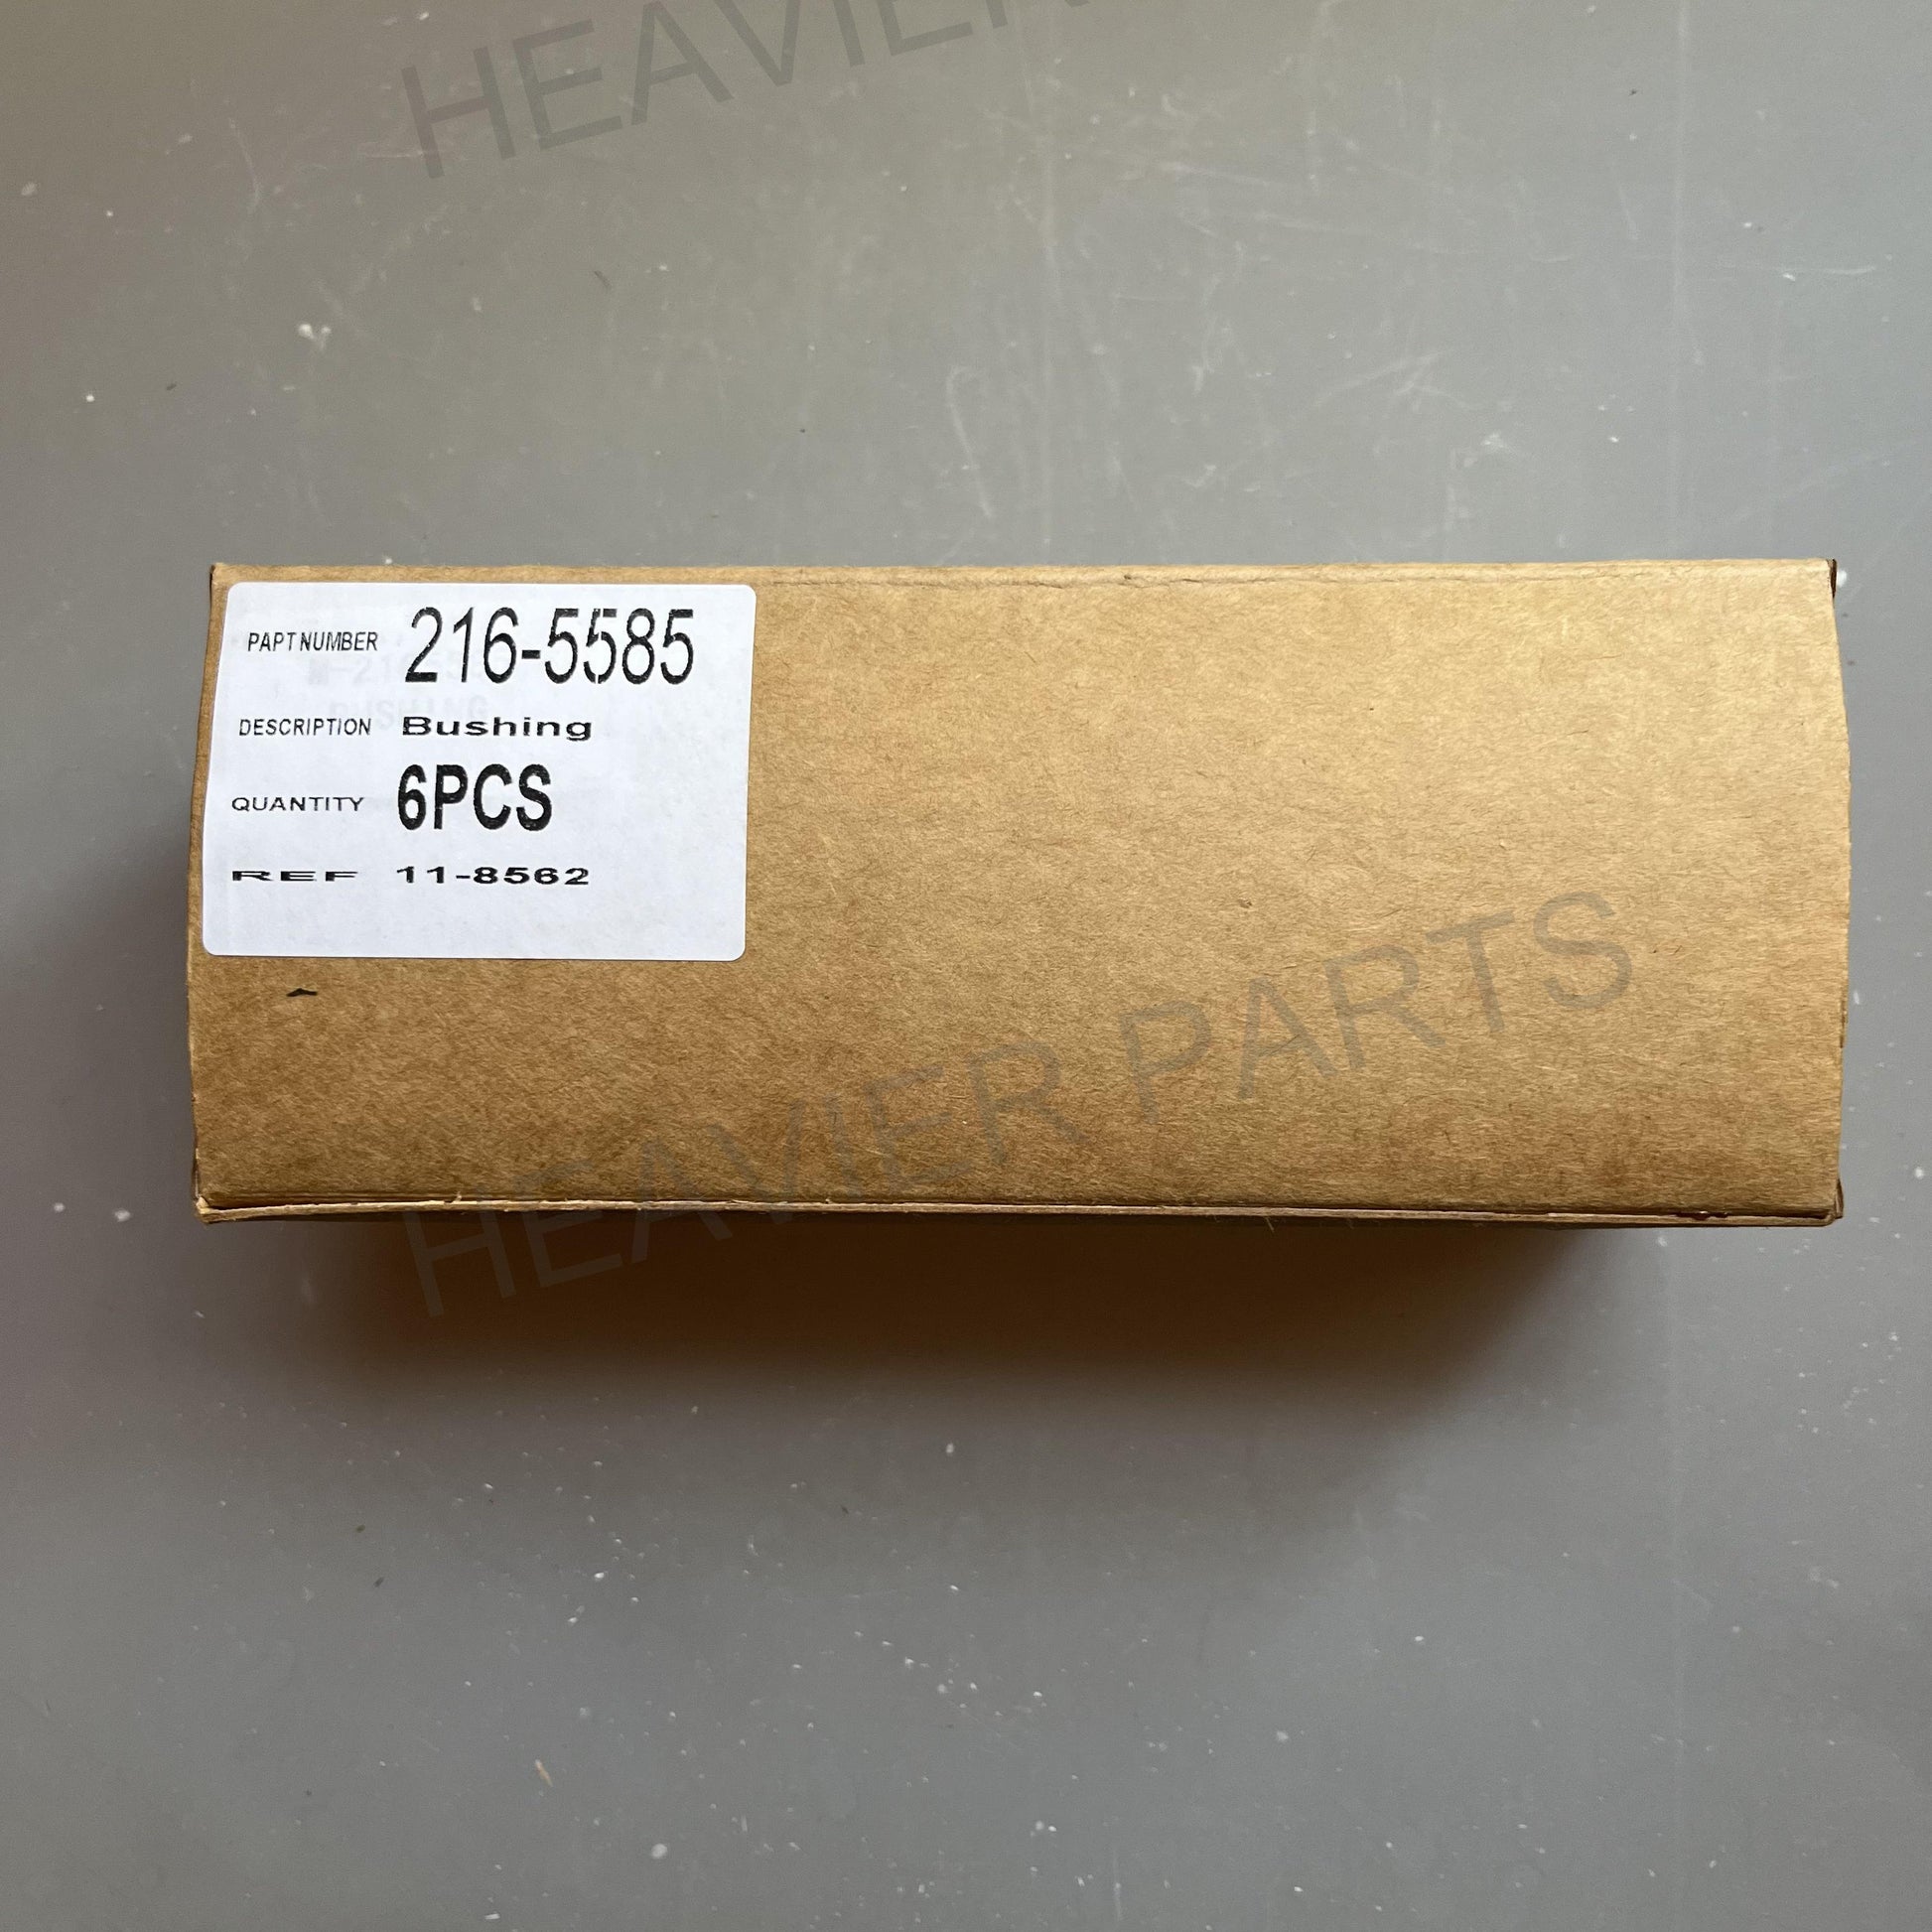 HEAVIER
PAPT NUMBER 216-5585
DESCRIPTION Bushing
QUANTITY 6PCS
REF 11-8562
HEAVIER PARTS